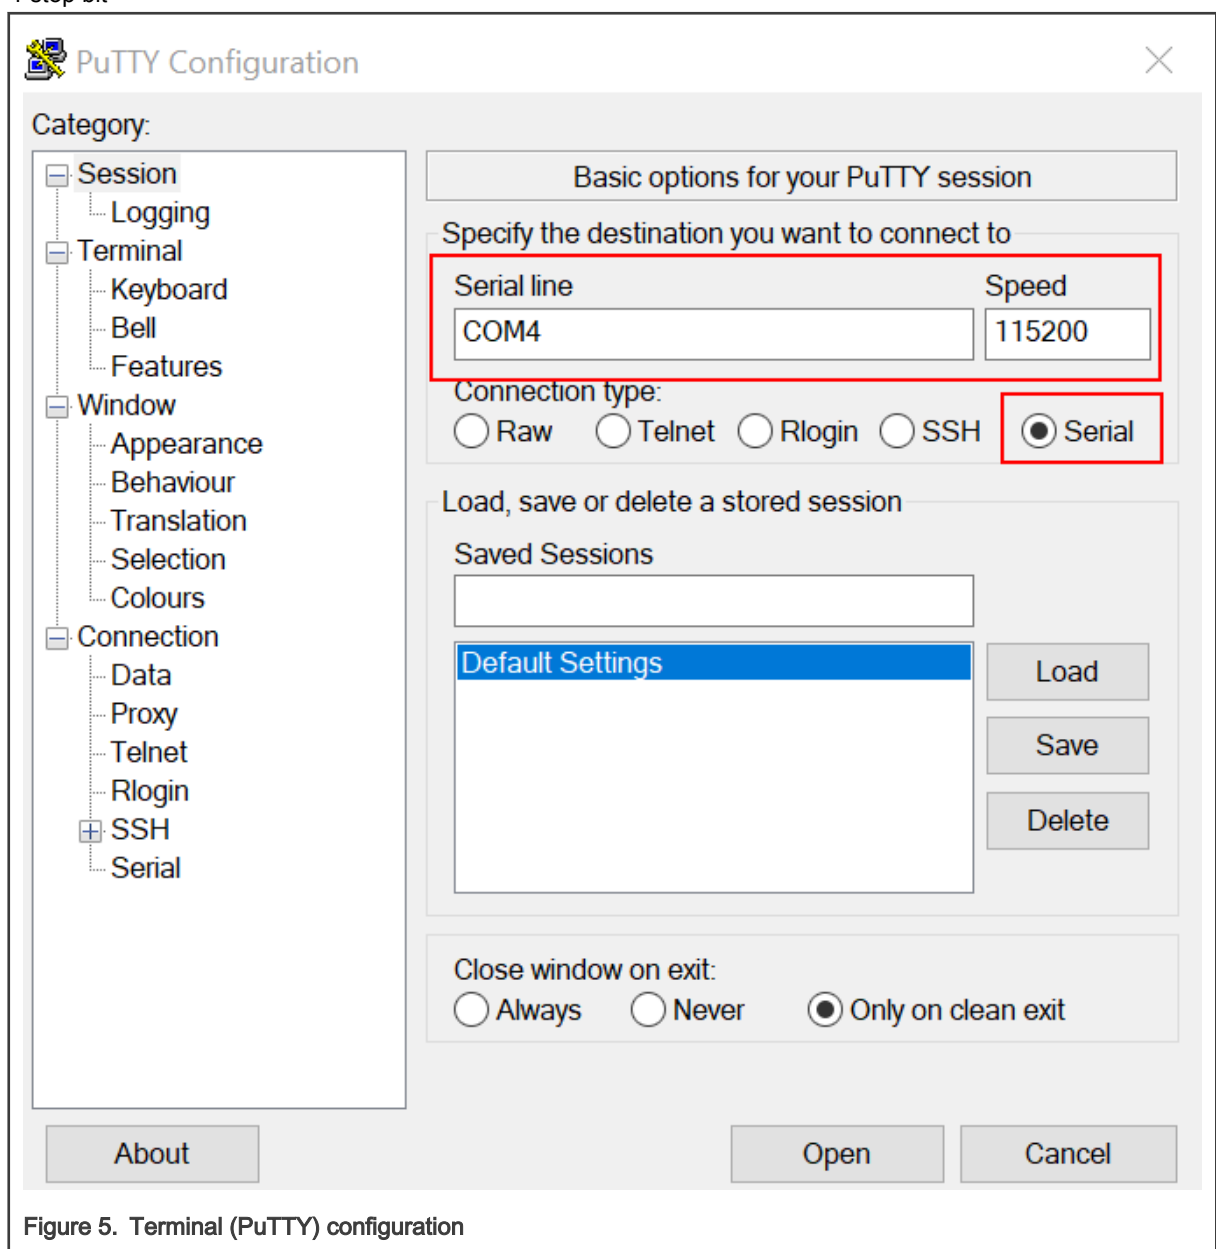 1 stop bit
PuTTY Configuration
Category:
Session
Logging
Terminal
Keyboard
Bell
Features
Window
Appearance
Behaviour
Translation
Selection
Colours
Connection
Data
Proxy
Telnet
Rlogin
SSH
Serial
Basic options for your PuTTY session
Specify the destination you want to connect to
Serial line Speed
COM4 115200
Connection type:
Raw Telnet Rlogin SSH Serial
Load, save or delete a stored session
Saved Sessions
Default Settings
Load
Save
Delete
Close window on exit:
Always Never Only on clean exit
About Open Cancel
Figure 5. Terminal (PuTTY) configuration